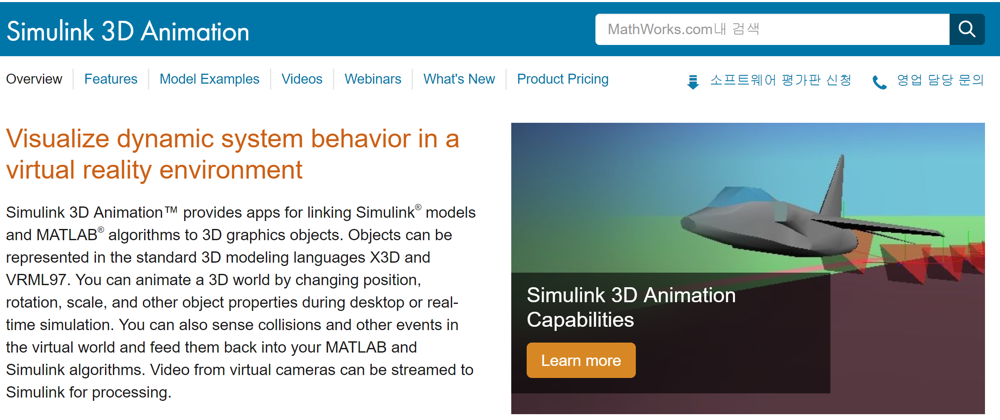 Simulink 3D Animation
MathWorks.com내 검색
Overview
Features
Model Examples
Videos
Webinars
What's New
Product Pricing
소프트웨어 평가판 신청
영업 담당 문의
Visualize dynamic system behavior in a
virtual reality environment
Simulink 3D Animation™ provides apps for linking Simulink® models
and MATLAB® algorithms to 3D graphics objects. Objects can be
represented in the standard 3D modeling languages X3D and
VRML97. You can animate a 3D world by changing position,
rotation, scale, and other object properties during desktop or real-
time simulation. You can also sense collisions and other events in
the virtual world and feed them back into your MATLAB and
Simulink algorithms. Video from virtual cameras can be streamed to
Simulink for processing.
Simulink 3D Animation
Capabilities
Learn more